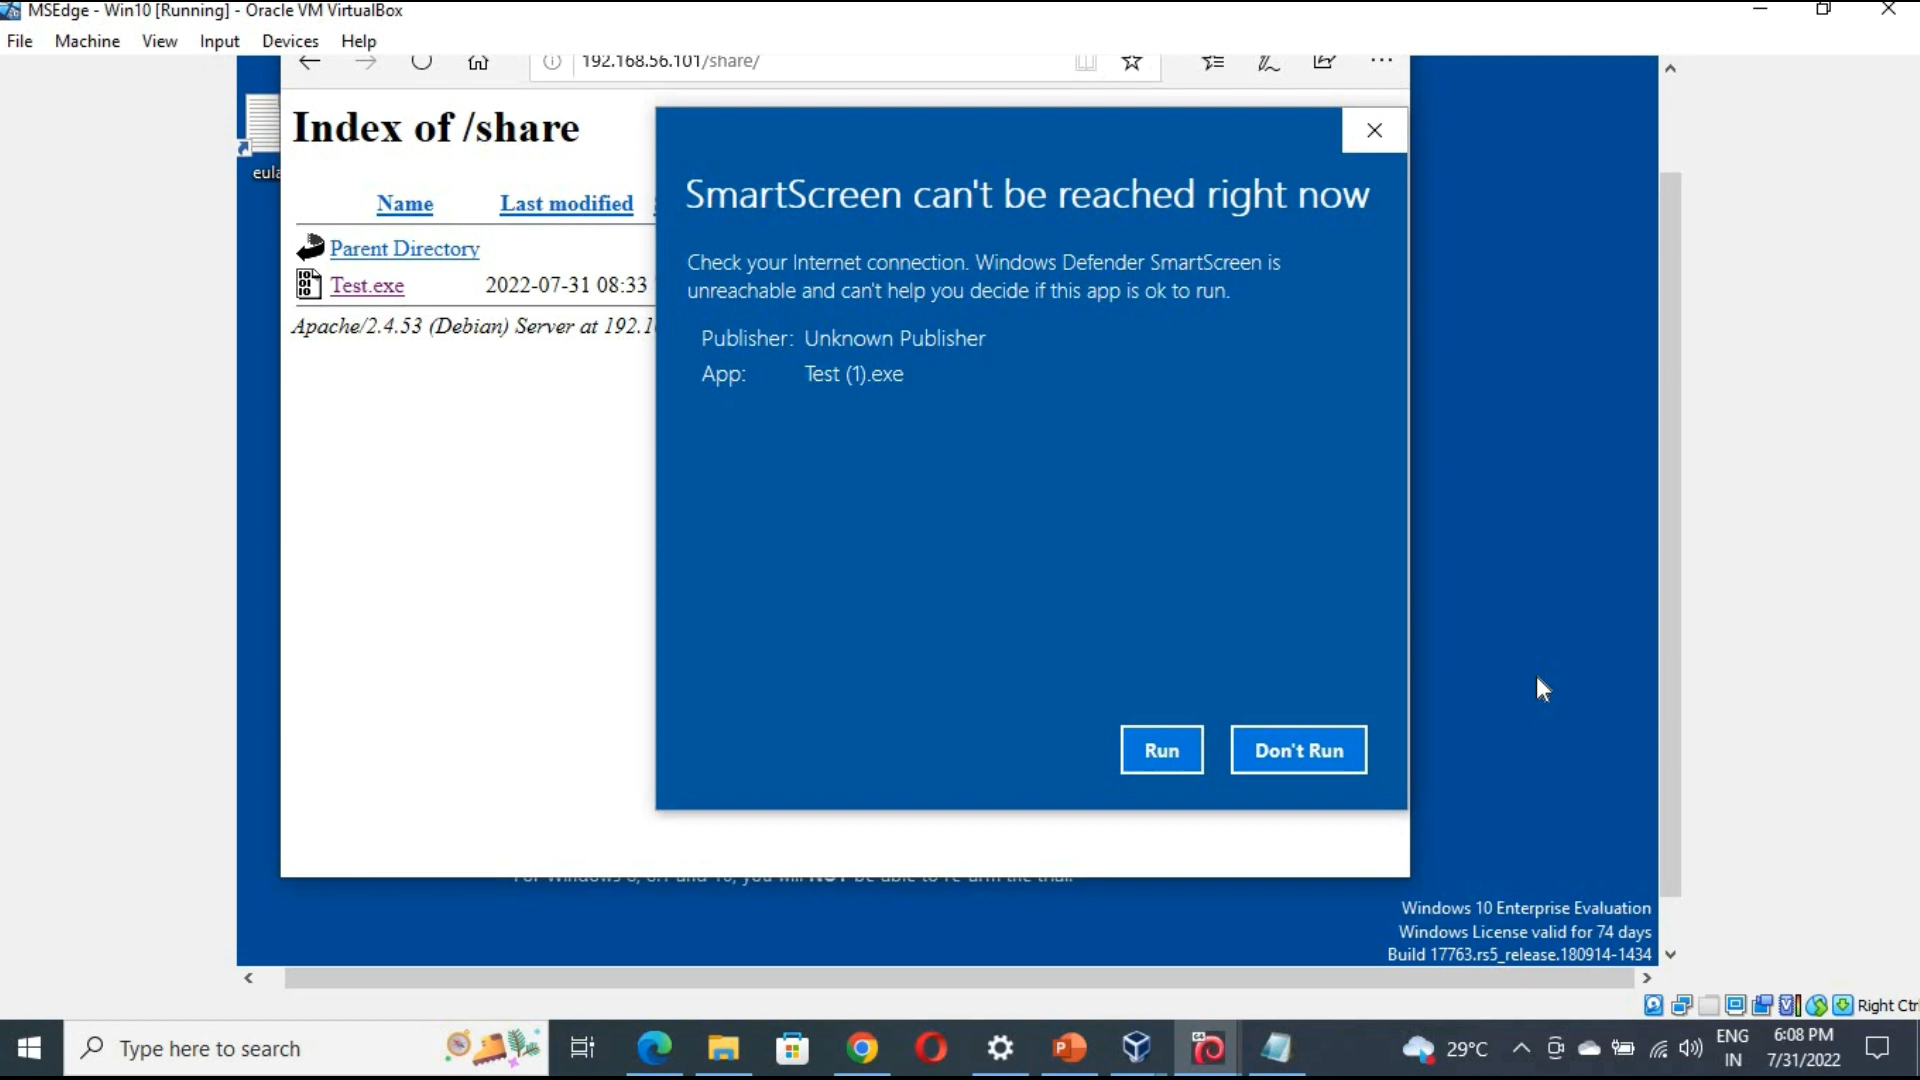 MSEdge - Win10 [Running] - Oracle VM VirtualBox
File Machine View Input Devices Help
192.168.56.101/share/
Index of /share
eula
Name Last modified
Parent Directory
Test.exe 2022-07-31 08:33
Apache/2.4.53 (Debian) Server at 192.1
SmartScreen can't be reached right now
Check your Internet connection. Windows Defender SmartScreen is
unreachable and can't help you decide if this app is ok to run.
Publisher: Unknown Publisher
App: Test (1).exe
Run Don't Run
Windows 10 Enterprise Evaluation
Windows License valid for 74 days
Build 17763.rs5_release.180914-1434
Right Ctr
Type here to search
29°C
ENG
IN
6:08 PM
7/31/2022